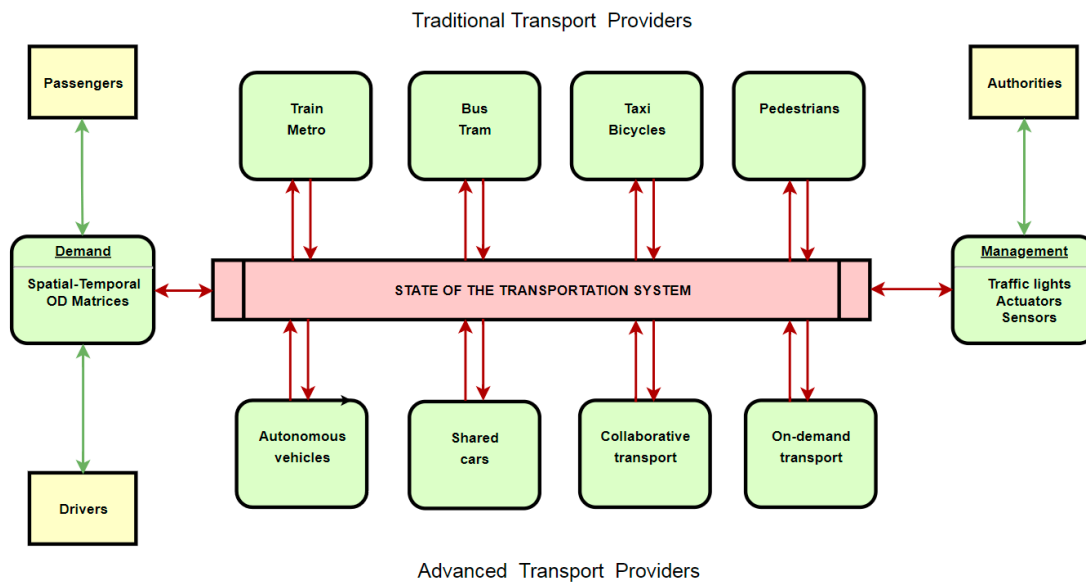 Traditional Transport Providers
Passengers
Train
Metro
Bus
Tram
Taxi
Bicycles
Pedestrians
Authorities
Demand
Spatial-Temporal
OD Matrices
STATE OF THE TRANSPORTATION SYSTEM
Management
Traffic lights
Actuators
Sensors
Drivers
Autonomous
vehicles
Shared
cars
Collaborative
transport
On-demand
transport
Advanced Transport Providers